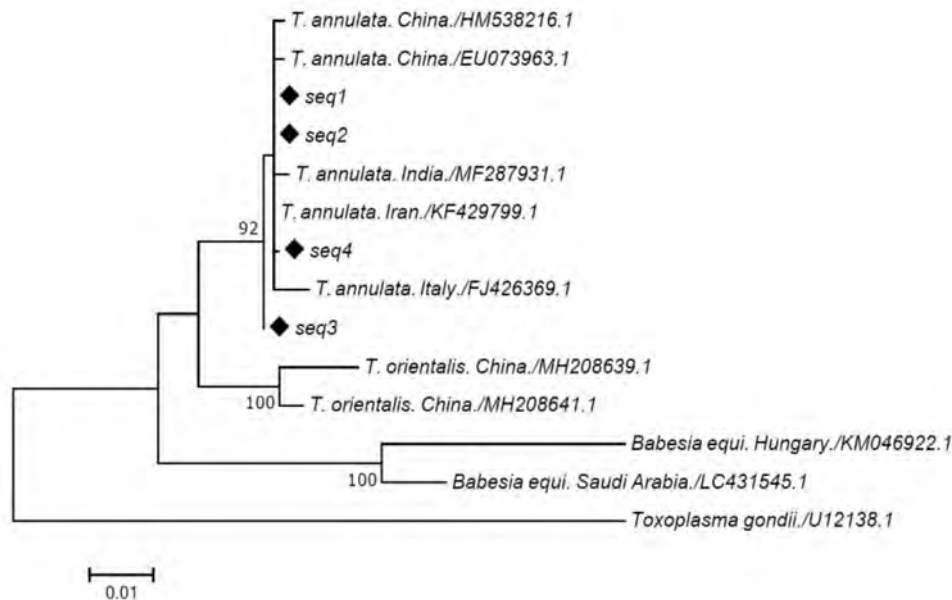 T. annulata. China./HM538216.1
T. annulata. China./EU073963.1
seq1
seq2
T. annulata. India./MF287931.1
T. annulata. Iran./KF429799.1
92
seq4
T. annulata. Italy./FJ426369.1
seq3
T. orientalis. China./MH208639.1
T. orientalis. China./MH208641.1
100
Babesia equi. Hungary./KM046922.1
Babesia equi. Saudi Arabia./LC431545.1
100
Toxoplasma gondii./U12138.1
0.01